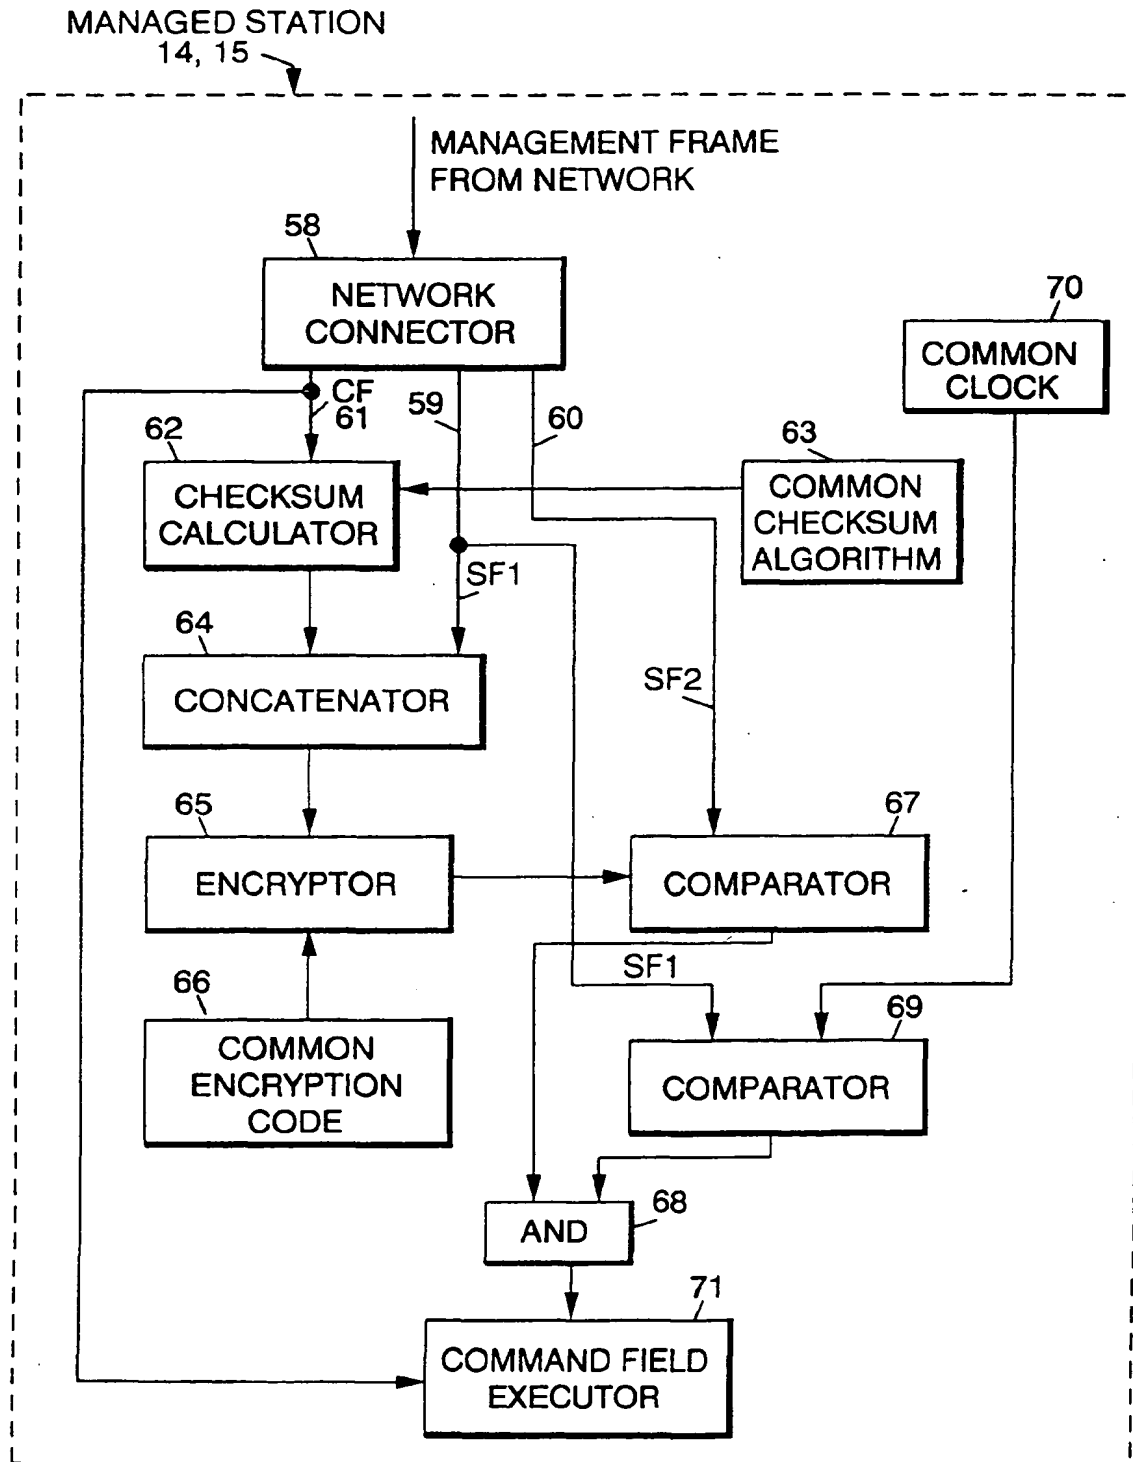 MANAGED STATION
14, 15
MANAGEMENT FRAME
FROM NETWORK
58
NETWORK
CONNECTOR
70
COMMON
CLOCK
CF
61
59
60
62
CHECKSUM
CALCULATOR
63
COMMON
CHECKSUM
ALGORITHM
SF1
64
CONCATENATOR
SF2
65
ENCRYPTOR
67
COMPARATOR
SF1
66
COMMON
ENCRYPTION
CODE
69
COMPARATOR
AND
68
71
COMMAND FIELD
EXECUTOR